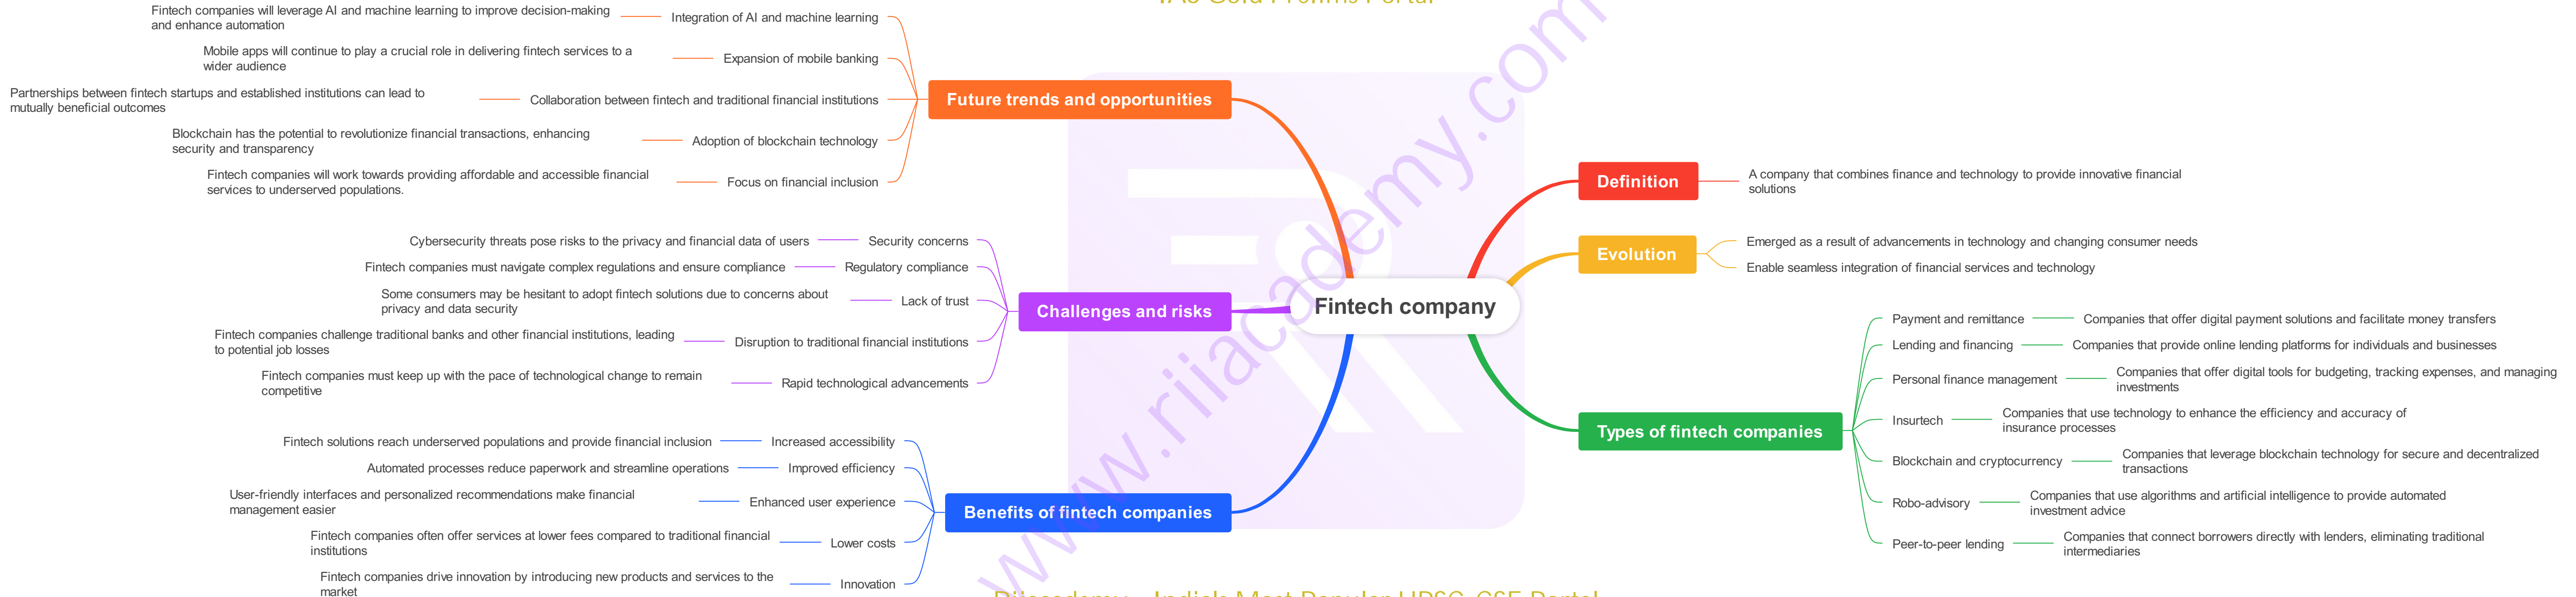 Fintech company
Definition
A company that combines finance and technology to provide innovative financial
solutions
Evolution
Emerged as a result of advancements in technology and changing consumer needs
Enable seamless integration of financial services and technology
Types of fintech companies
Payment and remittance
Companies that offer digital payment solutions and facilitate money transfers
Lending and financing
Companies that provide online lending platforms for individuals and businesses
Personal finance management
Companies that offer digital tools for budgeting, tracking expenses, and managing
investments
Insurtech
Companies that use technology to enhance the efficiency and accuracy of
insurance processes
Blockchain and cryptocurrency
Companies that leverage blockchain technology for secure and decentralized
transactions
Robo-advisory
Companies that use algorithms and artificial intelligence to provide automated
investment advice
Peer-to-peer lending
Companies that connect borrowers directly with lenders, eliminating traditional
intermediaries
Future trends and opportunities
Integration of AI and machine learning
Fintech companies will leverage AI and machine learning to improve decision-making
and enhance automation
Expansion of mobile banking
Mobile apps will continue to play a crucial role in delivering fintech services to a
wider audience
Collaboration between fintech and traditional financial institutions
Partnerships between fintech startups and established institutions can lead to
mutually beneficial outcomes
Adoption of blockchain technology
Blockchain has the potential to revolutionize financial transactions, enhancing
security and transparency
Focus on financial inclusion
Fintech companies will work towards providing affordable and accessible financial
services to underserved populations.
Challenges and risks
Security concerns
Cybersecurity threats pose risks to the privacy and financial data of users
Regulatory compliance
Fintech companies must navigate complex regulations and ensure compliance
Lack of trust
Some consumers may be hesitant to adopt fintech solutions due to concerns about
privacy and data security
Disruption to traditional financial institutions
Fintech companies challenge traditional banks and other financial institutions, leading
to potential job losses
Rapid technological advancements
Fintech companies must keep up with the pace of technological change to remain
competitive
Benefits of fintech companies
Increased accessibility
Fintech solutions reach underserved populations and provide financial inclusion
Improved efficiency
Automated processes reduce paperwork and streamline operations
Enhanced user experience
User-friendly interfaces and personalized recommendations make financial
management easier
Lower costs
Fintech companies often offer services at lower fees compared to traditional financial
institutions
Innovation
Fintech companies drive innovation by introducing new products and services to the
market
www.riiacademy.com